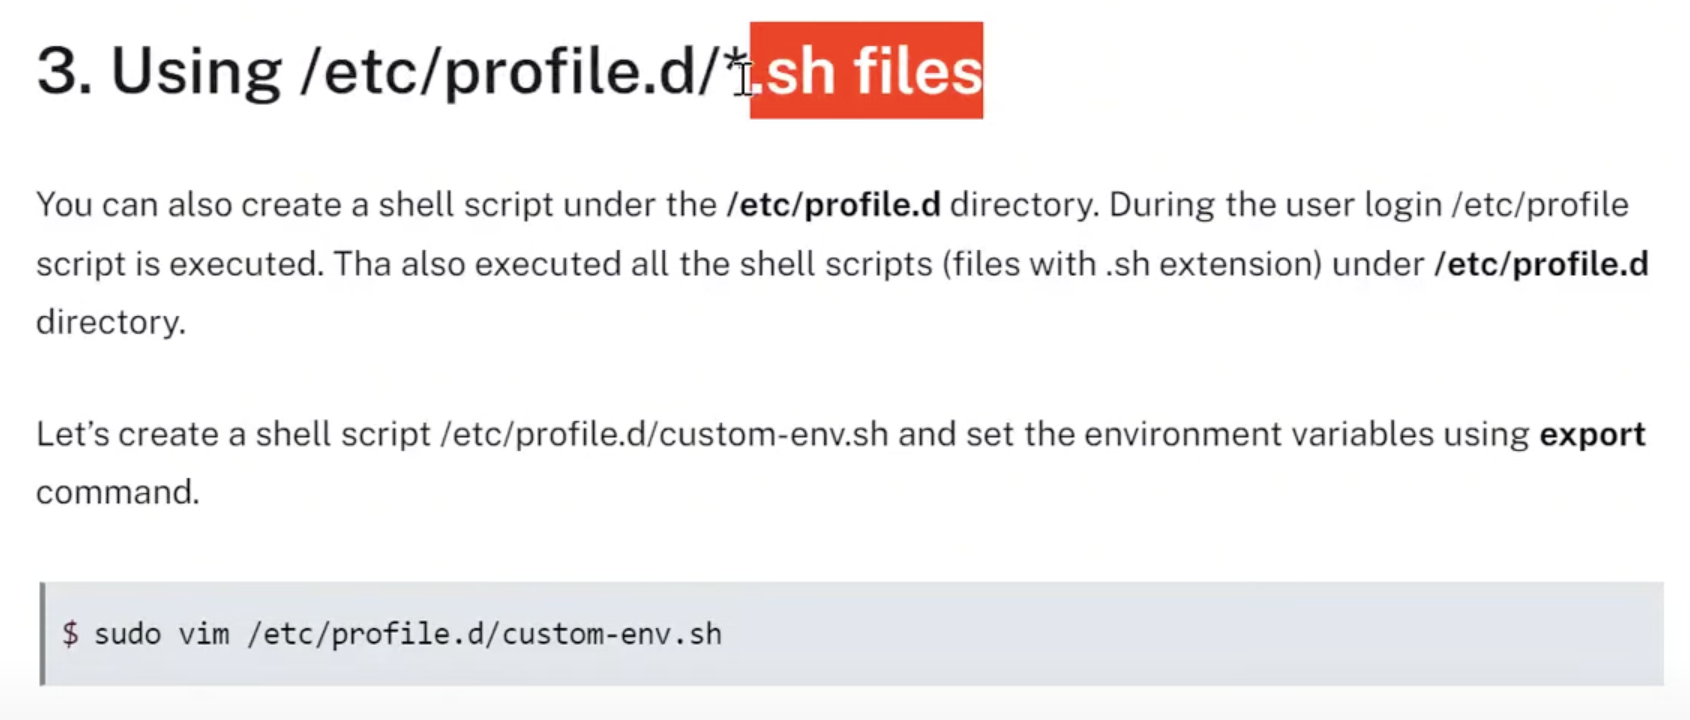 3. Using /etc/profile.d/*.sh files
You can also create a shell script under the /etc/profile.d directory. During the user login /etc/profile
script is executed. Tha also executed all the shell scripts (files with .sh extension) under /etc/profile.d
directory.
Let’s create a shell script /etc/profile.d/custom-env.sh and set the environment variables using export
command.
$ sudo vim /etc/profile.d/custom-env.sh